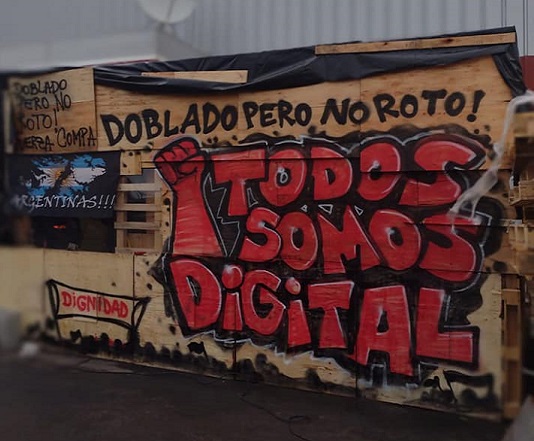 DOBLADO
PERO ¡NO
ROTO!
FUERZA COMPA
DOBLADO PERO NO ROTO!
ARGENTINAS!!!
¡TODOS
SOMOS
DiGiTAL
DiGNiDAD